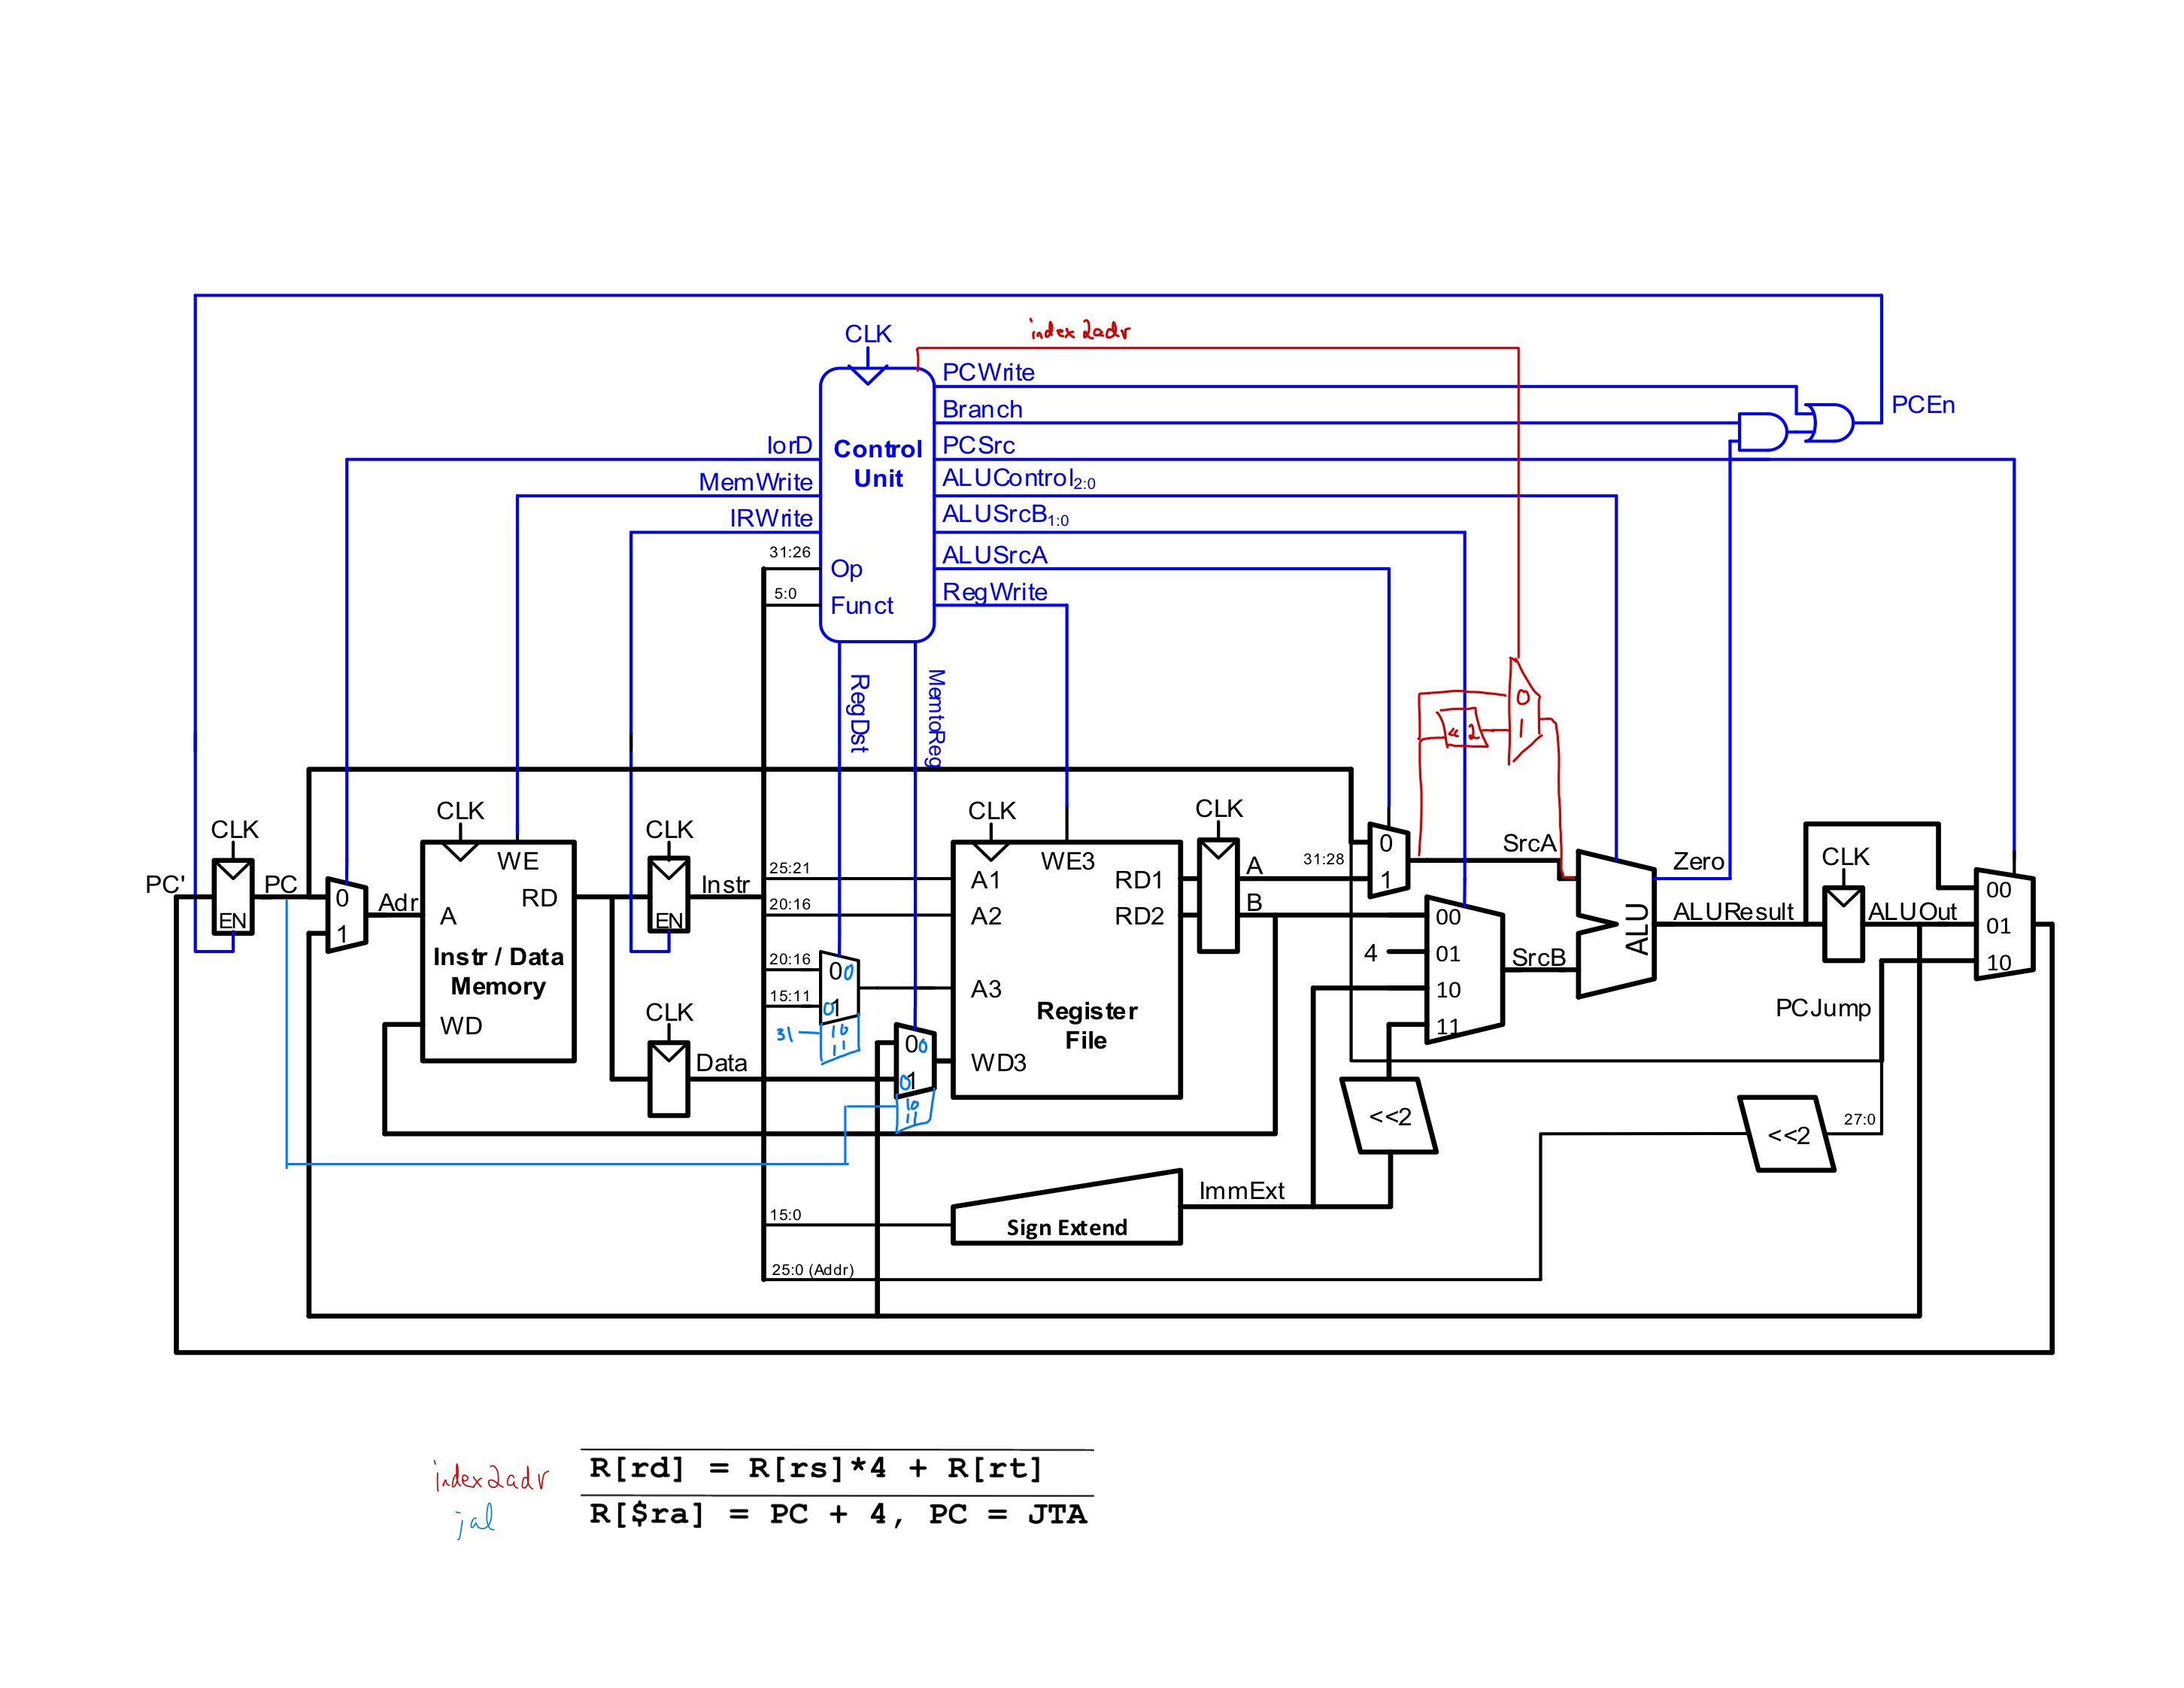 index2adr
CLK
PCWrite
Branch
PCEn
IorD
Control
Unit
PCSrc
MemWrite
ALUControl2:0
IRWrite
ALUSrcB1:0
31:26
Op
ALUSrcA
5:0
Funct
RegWrite
RegDst
MemtoReg
0
<<2
1
CLK
CLK
CLK
CLK
CLK
CLK
WE
WE3
0
SrcA
31:28
1
Zero
CLK
PC'
PC
EN
0
1
Adr
A
RD
Instr / Data
Memory
WD
EN
Instr
25:21
A1
RD1
A
20:16
A2
RD2
B
00
4
01
10
11
SrcB
ALU
ALUResult
ALUOut
00
01
10
20:16
00
15:11
01
31
10
11
A3
Register
File
PCJump
CLK
Data
00
01
10
11
WD3
<<2
<<2
27:0
ImmExt
15:0
Sign Extend
25:0 (Addr)
index2adr
R[rd] = R[rs]*4 + R[rt]
jal
R[$ra] = PC + 4, PC = JTA